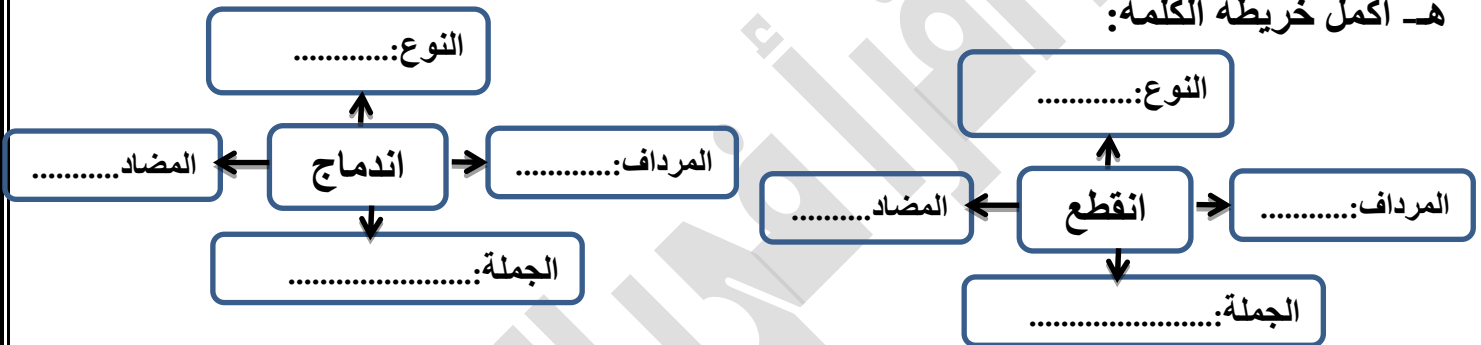 هـ- أكمل خريطة الكلمة:
النوع:............
المرداف:...........
انقطع
المضاد..........
الجملة:.......................
النوع:............
المرداف:............
اندماج
المضاد...........
الجملة:.......................